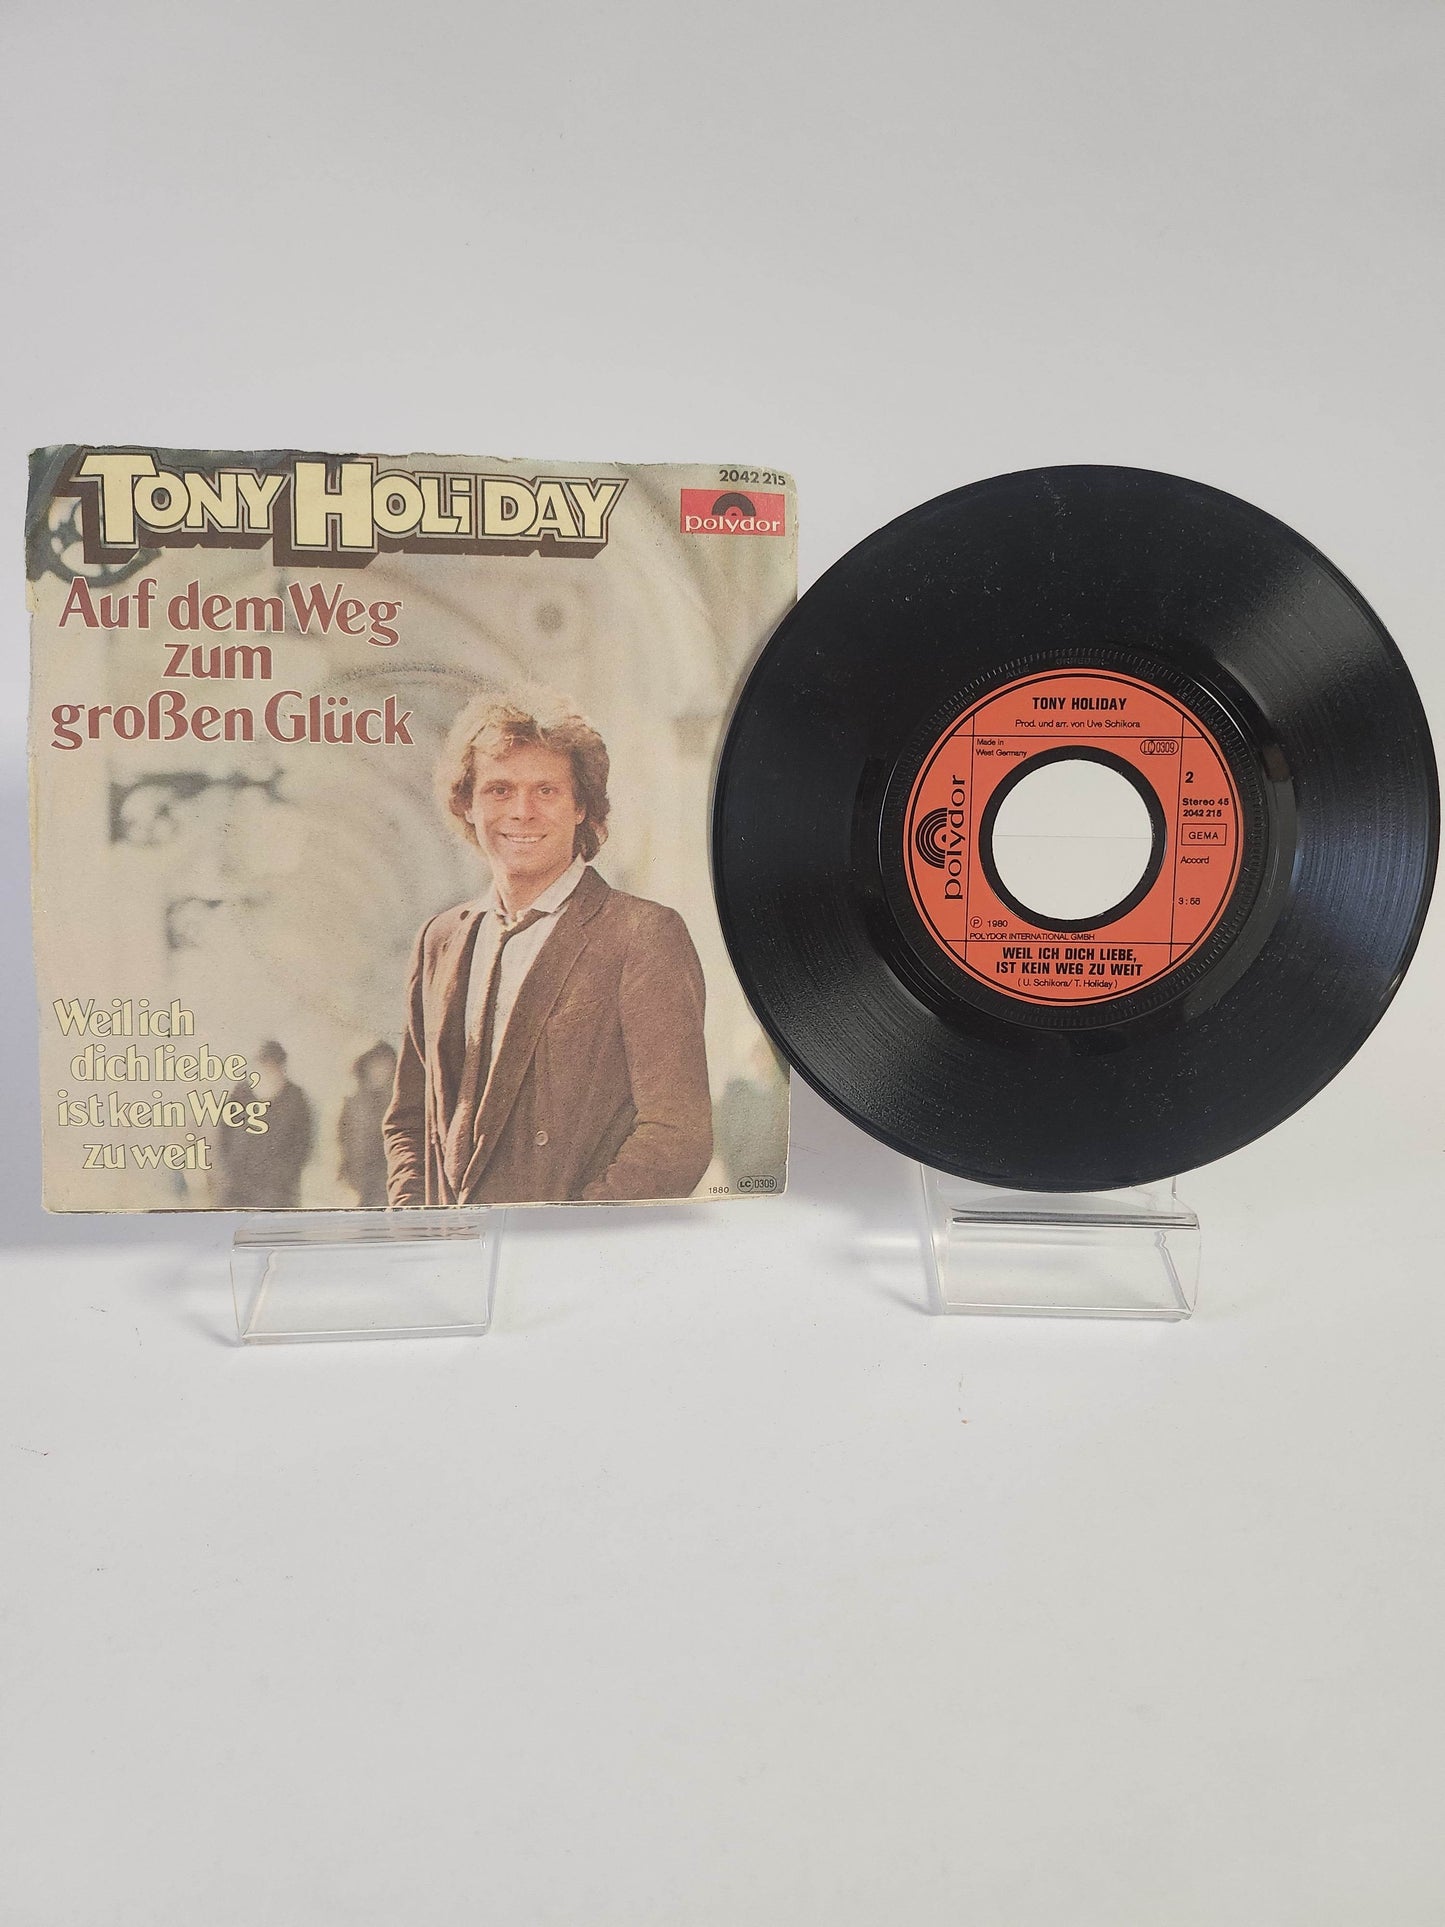 TONY HOLIDAY
2042 215
polydor
Auf dem Weg
zum
großen Glück
Weil ich
dich liebe,
ist kein Weg
zu weit
1880
LC 0309
TONY HOLIDAY
Prod. und arr. von Uve Schikora
Made in
West Germany
LC 0309
polydor
2
Stereo 45
2042 215
GEMA
Accord
3:56
Ⓟ 1980
POLYDOR INTERNATIONAL GMBH
WEIL ICH DICH LIEBE,
IST KEIN WEG ZU WEIT
( U. Schikora/ T. Holiday )